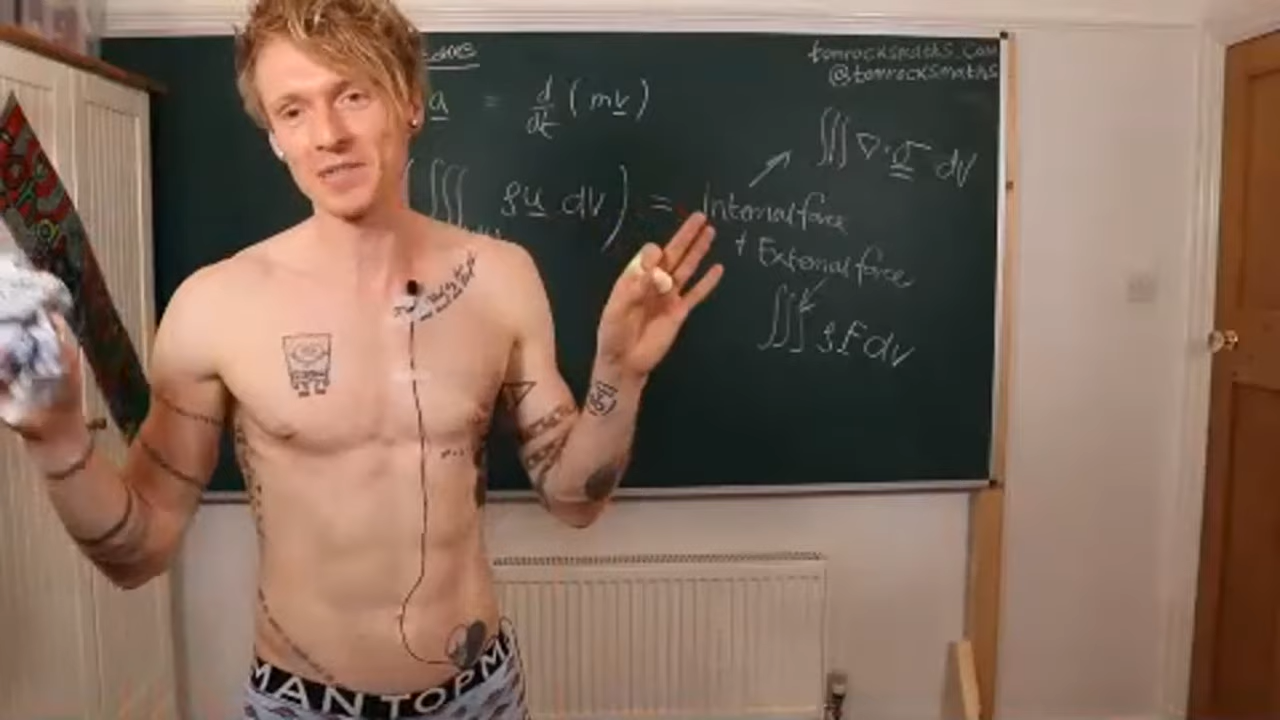 tomrocksmaths.com
@tomrocksmaths
a = d/dt (mv)
∭ ρu dV) = Internal force
+ External force
∭ ∇·σ dV
∭ ρF dV
MANTOPM